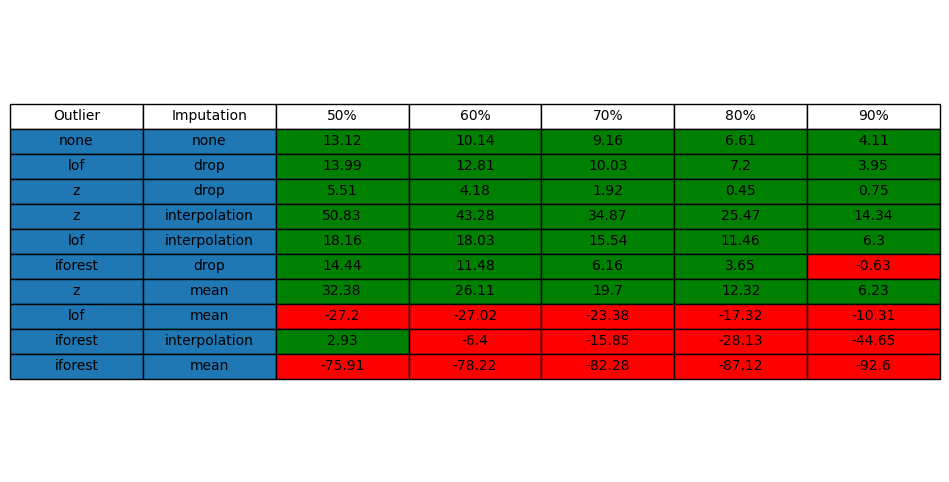 Outlier Imputation 50% 60% 70% 80% 90%
none none 13.12 10.14 9.16 6.61 4.11
lof drop 13.99 12.81 10.03 7.2 3.95
z drop 5.51 4.18 1.92 0.45 0.75
z interpolation 50.83 43.28 34.87 25.47 14.34
lof interpolation 18.16 18.03 15.54 11.46 6.3
iforest drop 14.44 11.48 6.16 3.65 -0.63
z mean 32.38 26.11 19.7 12.32 6.23
lof mean -27.2 -27.02 -23.38 -17.32 -10.31
iforest interpolation 2.93 -6.4 -15.85 -28.13 -44.65
iforest mean -75.91 -78.22 -82.28 -87.12 -92.6